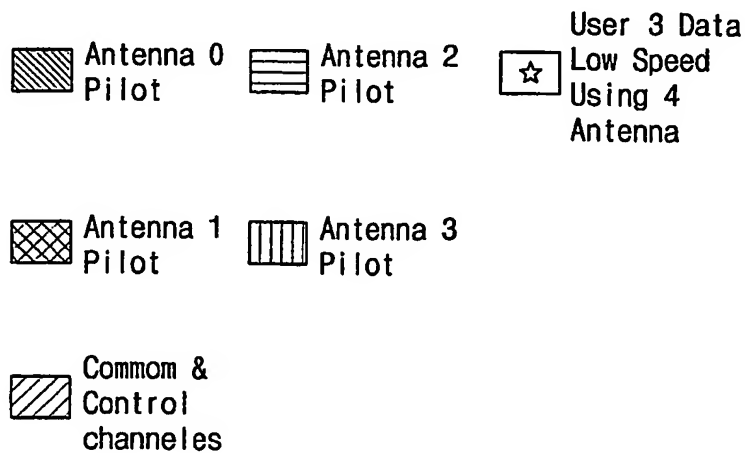 Antenna 0
Pilot
Antenna 2
Pilot
User 3 Data
Low Speed
Using 4
Antenna
Antenna 1
Pilot
Antenna 3
Pilot
Commom &
Control
channeles